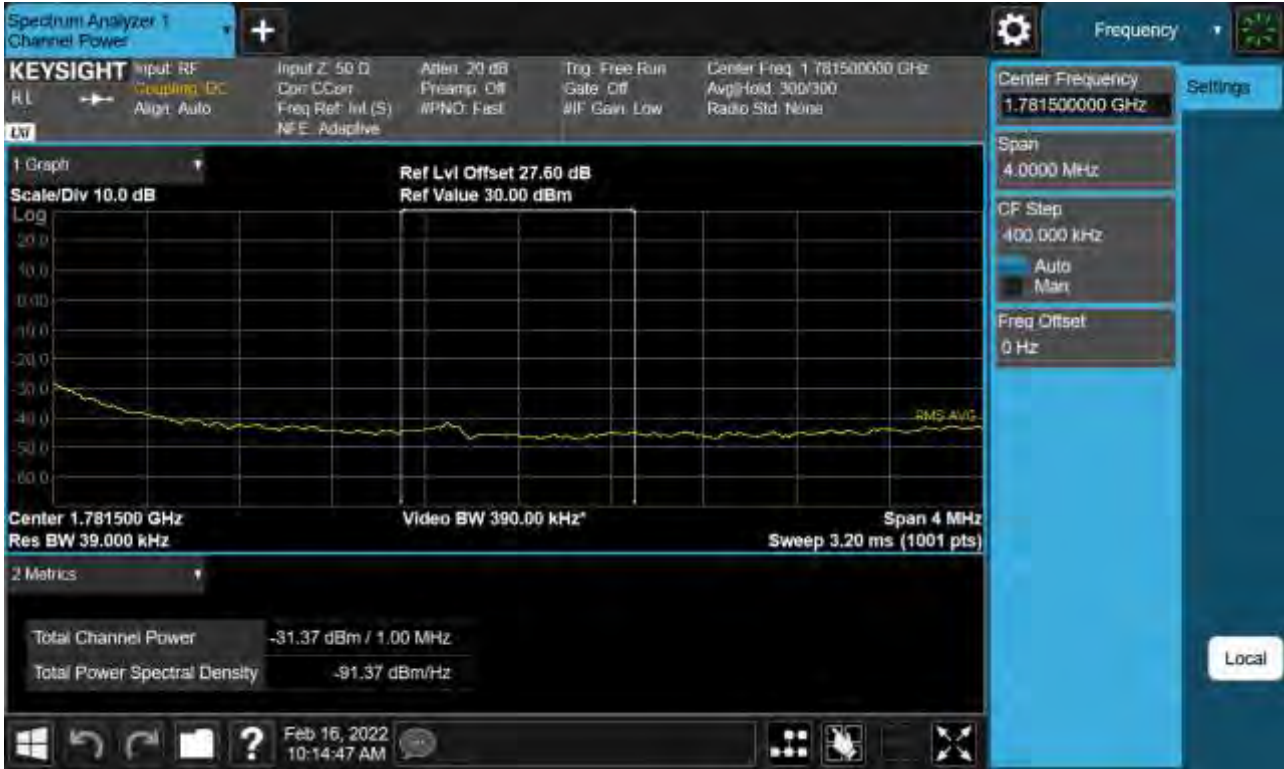 Spectrum Analyzer 1
Channel Power
Frequency
KEYSIGHT
RL
LXI
Input: RF
Coupling: DC
Align: Auto
Input Z: 50 Ω
Corr CCorr
Freq Ref: Int (S)
NFE: Adaptive
Atten: 20 dB
Preamp: Off
#PNO: Fast
Trig: Free Run
Gate: Off
#IF Gain: Low
Center Freq: 1.781500000 GHz
Avg|Hold: 300/300
Radio Std: None
1 Graph
Scale/Div 10.0 dB
Ref Lvl Offset 27.60 dB
Ref Value 30.00 dBm
Log
20.0
10.0
0.00
-10.0
-20.0
-30.0
-40.0
-50.0
-60.0
RMS AVG
Center 1.781500 GHz
Res BW 39.000 kHz
Video BW 390.00 kHz*
Span 4 MHz
Sweep 3.20 ms (1001 pts)
2 Metrics
Total Channel Power -31.37 dBm / 1.00 MHz
Total Power Spectral Density -91.37 dBm/Hz
Feb 16, 2022
10:14:47 AM
?
Center Frequency
1.781500000 GHz
Span
4.0000 MHz
CF Step
400.000 kHz
Auto
Man
Freq Offset
0 Hz
Settings
Local